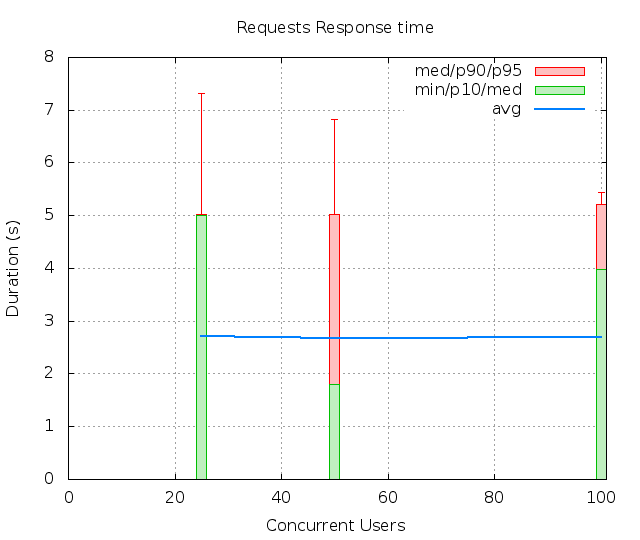 Requests Response time
8
7
6
5
4
3
2
1
0
Duration (s)
med/p90/p95
min/p10/med
avg
0 20 40 60 80 100
Concurrent Users